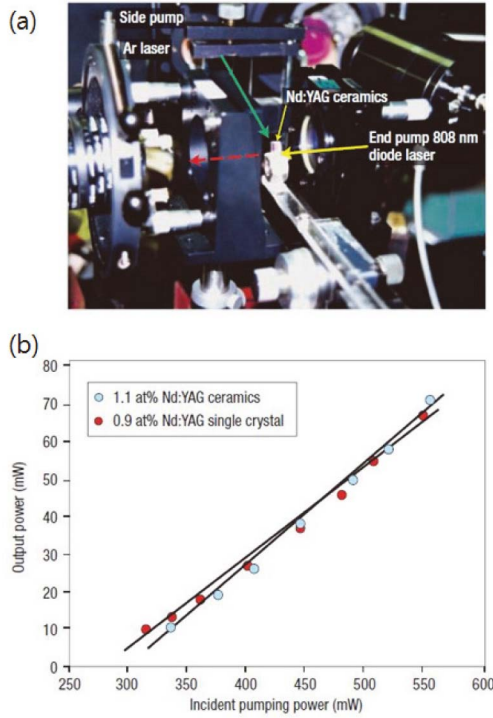 (a)
Side pump
Ar laser
Nd:YAG ceramics
End pump 808 nm
diode laser
(b)
80
70
60
50
40
30
20
10
0
Output power (mW)
1.1 at% Nd:YAG ceramics
0.9 at% Nd:YAG single crystal
250
300
350
400
450
500
550
600
Incident pumping power (mW)